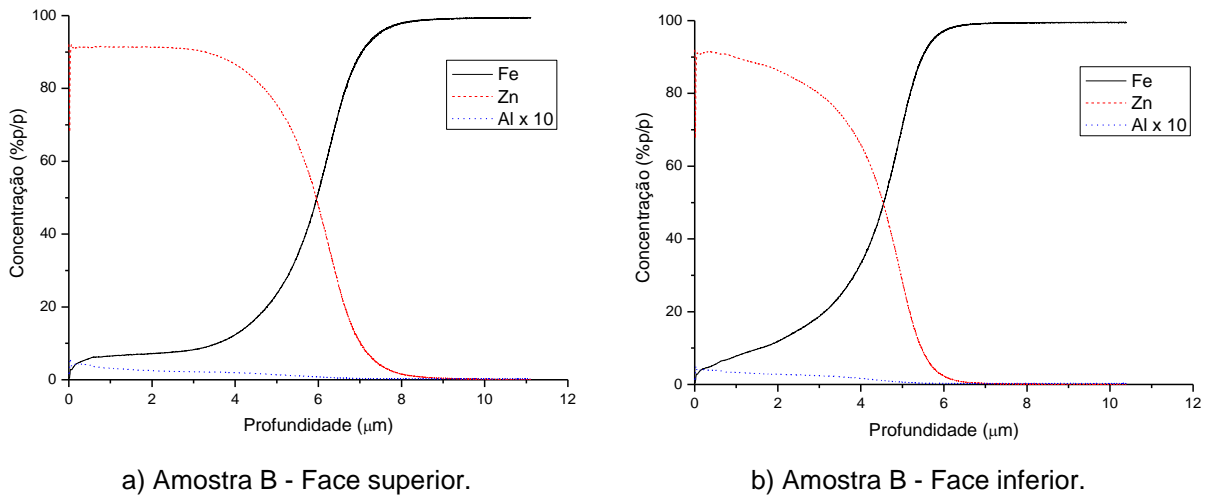 100
80
60
40
20
0
Concentração (%p/p)
Fe
Zn
Al x 10
0 2 4 6 8 10 12
Profundidade (μm)
a) Amostra B - Face superior.
100
80
60
40
20
0
Concentração (%p/p)
Fe
Zn
Al x 10
0 2 4 6 8 10 12
Profundidade (μm)
b) Amostra B - Face inferior.